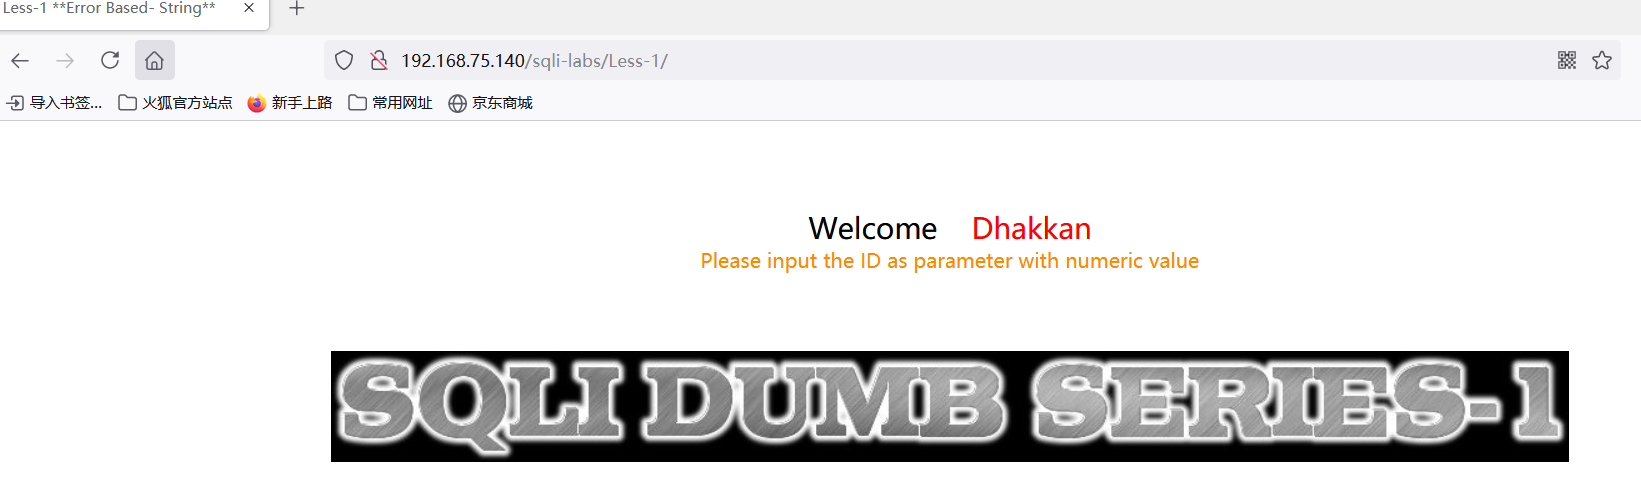 Less-1 **Error Based- String**
192.168.75.140/sqli-labs/Less-1/
导入书签... 火狐官方站点 新手上路 常用网址 京东商城
Welcome Dhakkan
Please input the ID as parameter with numeric value
SQLI DUMB SERIES-1